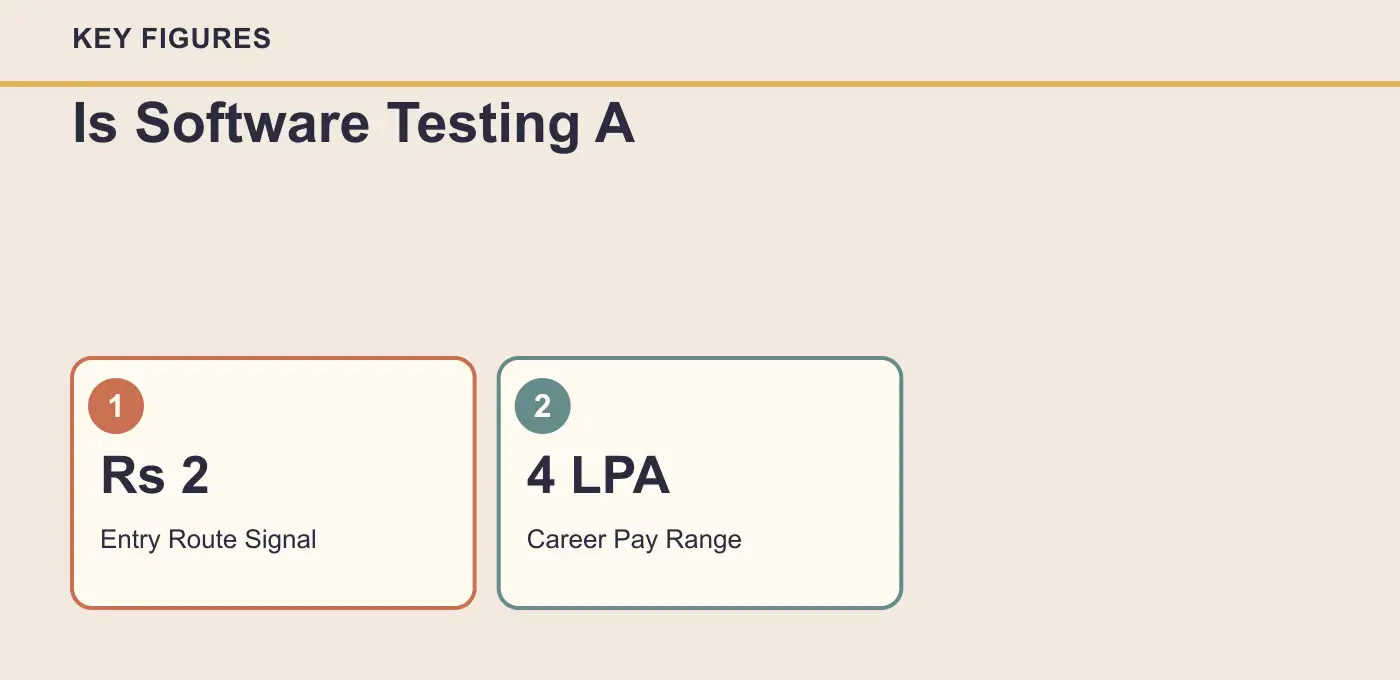 KEY FIGURES
Is Software Testing A
1
Rs 2
Entry Route Signal
2
4 LPA
Career Pay Range